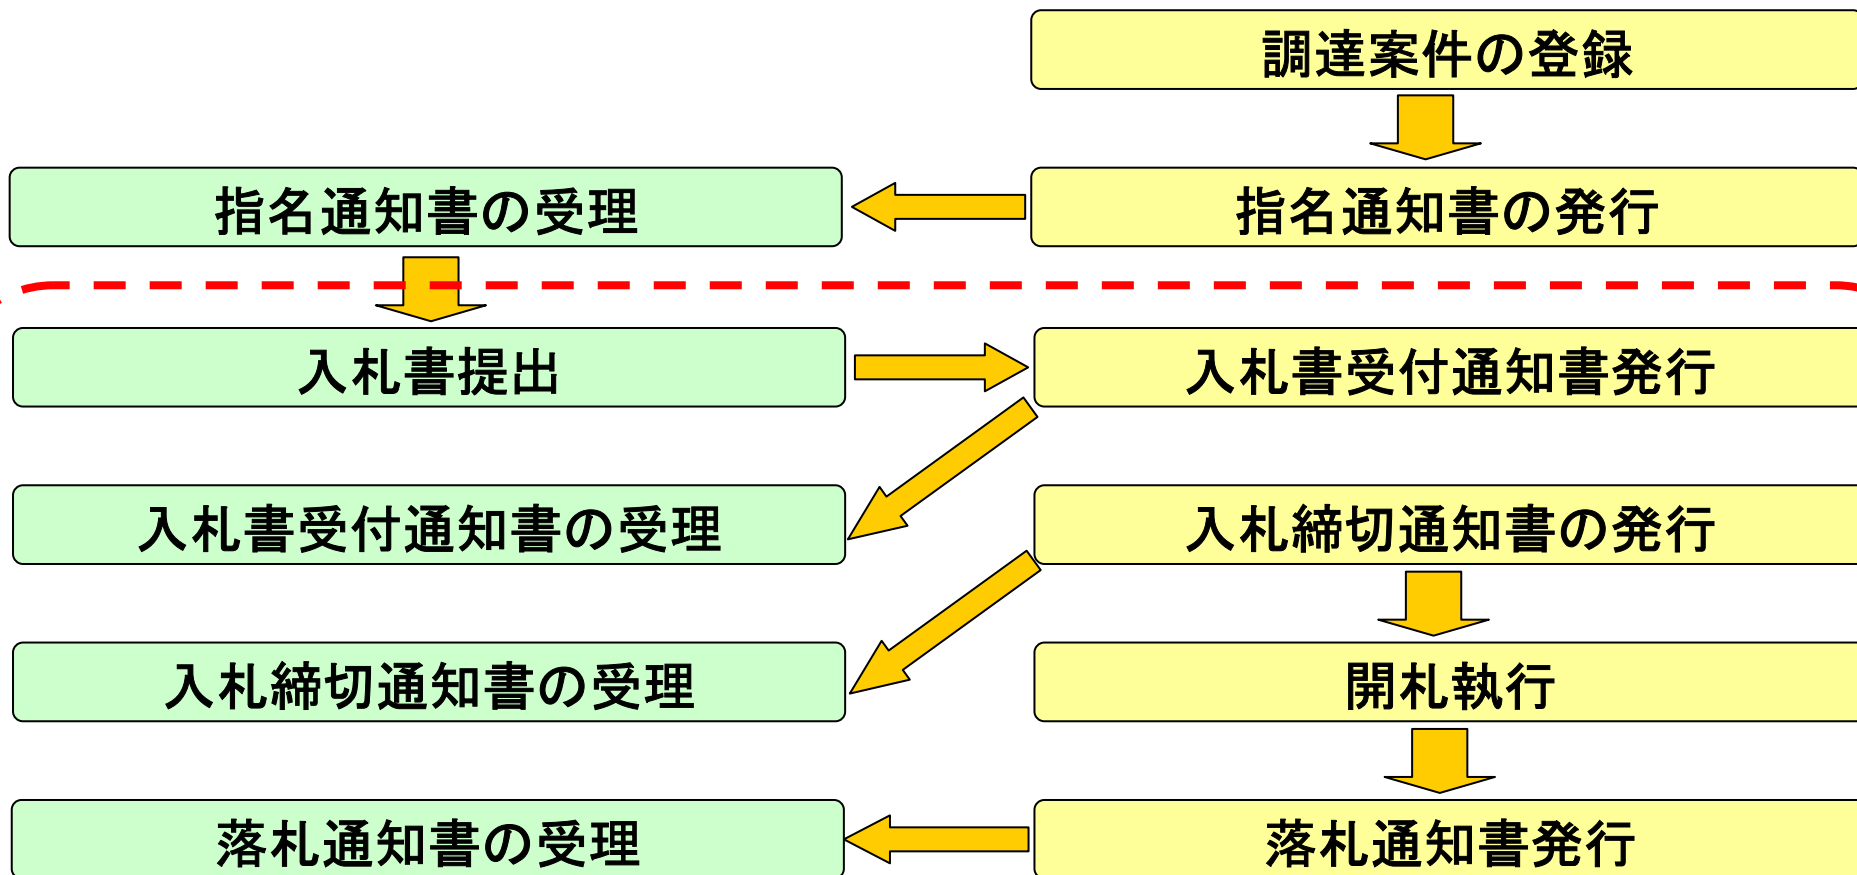 調達案件の登録
指名通知書の受理
指名通知書の発行
入札書提出
入札書受付通知書発行
入札書受付通知書の受理
入札締切通知書の発行
入札締切通知書の受理
開札執行
落札通知書の受理
落札通知書発行